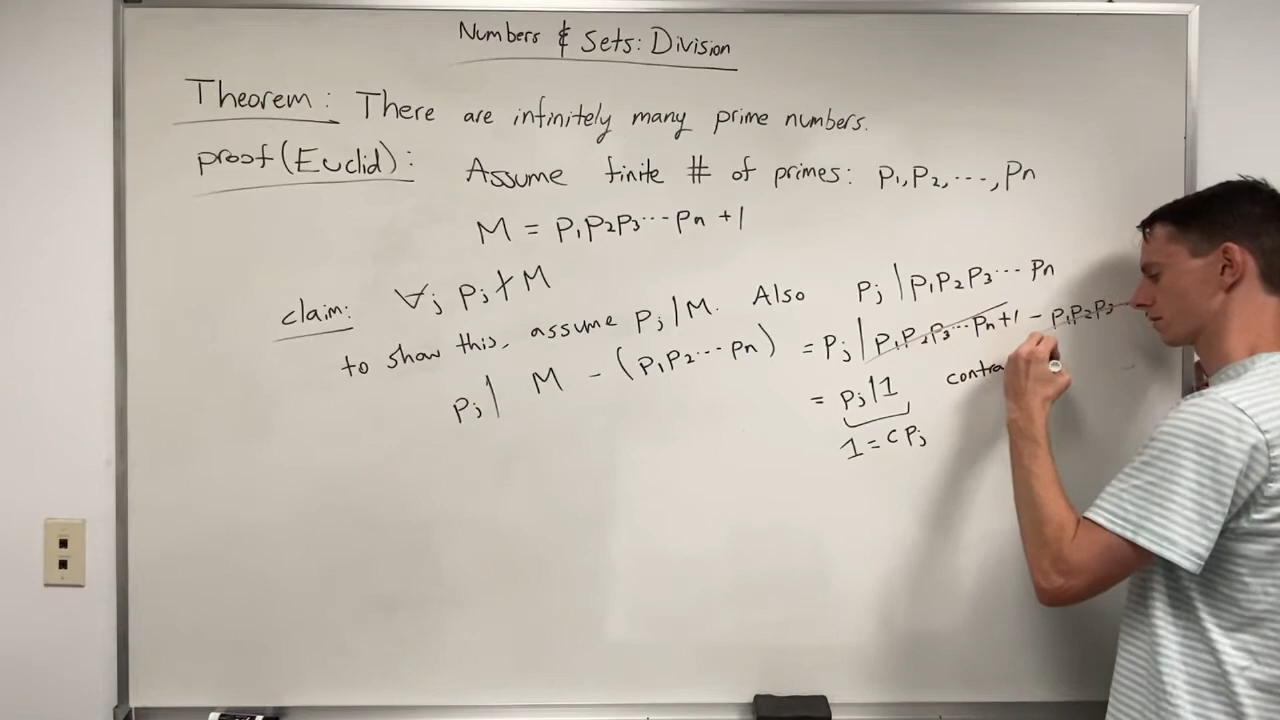 Numbers & Sets: Division
Theorem: There are infinitely many prime numbers.
proof (Euclid): Assume finite # of primes: p₁, p₂, ..., pₙ
M = p₁p₂p₃...pₙ + 1
claim: ∀ⱼ pⱼ ∤ M
to show this, assume pⱼ | M. Also pⱼ | p₁p₂p₃...pₙ
pⱼ | M - (p₁p₂...pₙ) = pⱼ | p₁p₂p₃...pₙ + 1 - p₁p₂p₃
= pⱼ | 1 contra
1 = c pⱼ